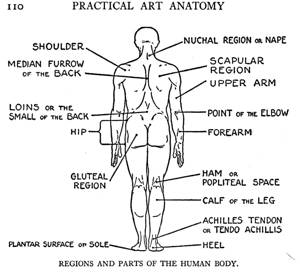 110
PRACTICAL ART ANATOMY
SHOULDER
NUCHAL REGION OR NAPE
MEDIAN FURROW
OF THE BACK
SCAPULAR
REGION
UPPER ARM
LOINS OR THE
SMALL OF THE BACK
POINT OF THE ELBOW
HIP
FOREARM
GLUTEAL
REGION
HAM OR
POPLITEAL SPACE
CALF OF THE LEG
ACHILLES TENDON
OR TENDO ACHILLIS
PLANTAR SURFACE OR SOLE
HEEL
REGIONS AND PARTS OF THE HUMAN BODY.